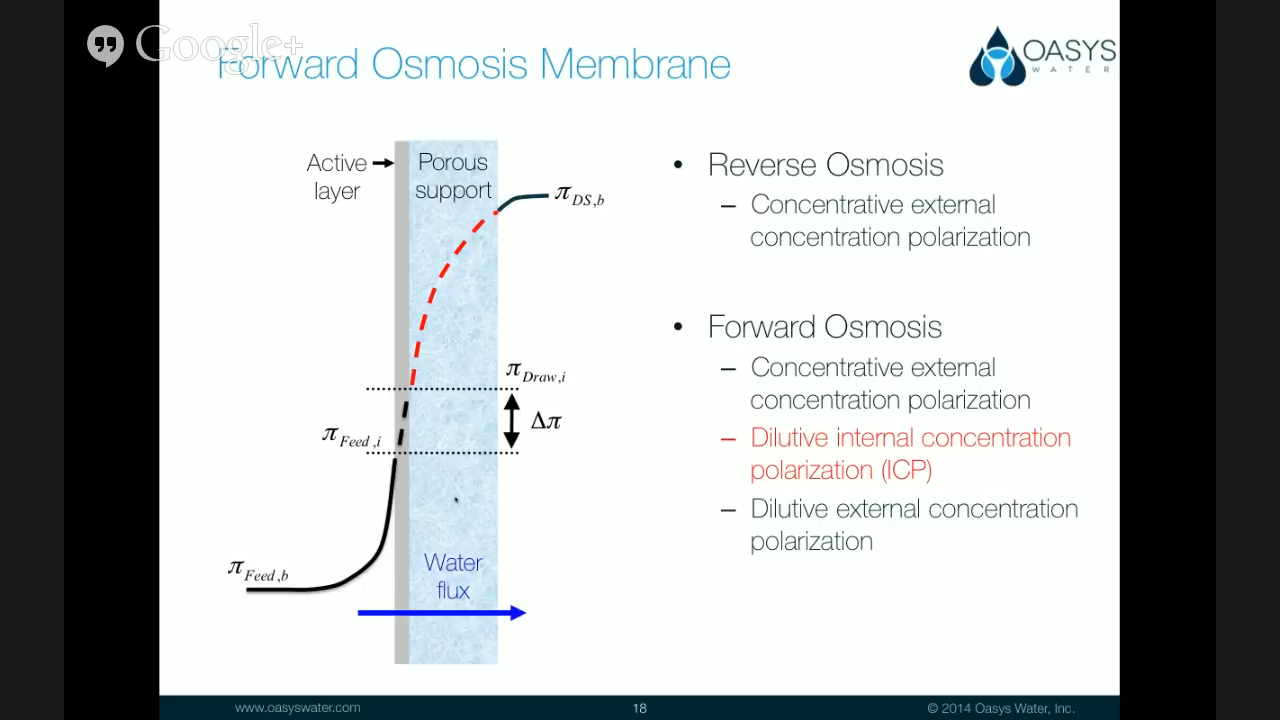 Google+
Forward Osmosis Membrane
OASYS
WATER
Active
layer
Porous
support
π DS,b
π Draw,i
Δπ
π Feed,i
π Feed,b
Water
flux
• Reverse Osmosis
– Concentrative external
concentration polarization
• Forward Osmosis
– Concentrative external
concentration polarization
– Dilutive internal concentration
polarization (ICP)
– Dilutive external concentration
polarization
www.oasyswater.com
18
© 2014 Oasys Water, Inc.